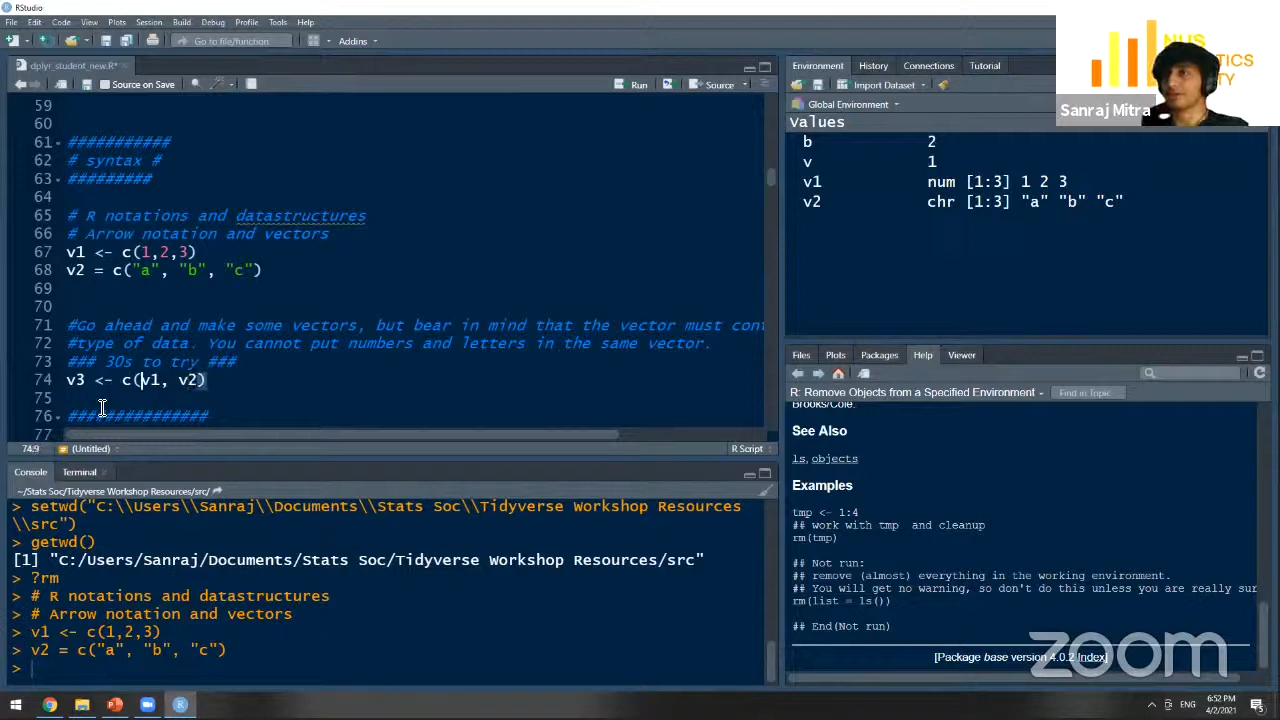 RStudio
File Edit Code View Plots Session Build Debug Profile Tools Help
Go to file/function Addins
dplyr_student_new.R*
Source on Save Run Source
59
60
61 ###########
62 # syntax #
63 #########
64
65 # R notations and datastructures
66 # Arrow notation and vectors
67 v1 <- c(1,2,3)
68 v2 = c("a", "b", "c")
69
70
71 #Go ahead and make some vectors, but bear in mind that the vector must con
72 #type of data. You cannot put numbers and letters in the same vector.
73 ### 30s to try ###
74 v3 <- c(v1, v2)
75
76 ###############
77
74:9 (Untitled) R Script
Console Terminal
~/Stats Soc/Tidyverse Workshop Resources/src/
> setwd("C:\\Users\\Sanraj\\Documents\\Stats Soc\\Tidyverse Workshop Resources
\\src")
> getwd()
[1] "C:/Users/Sanraj/Documents/Stats Soc/Tidyverse Workshop Resources/src"
> ?rm
> # R notations and datastructures
> # Arrow notation and vectors
> v1 <- c(1,2,3)
> v2 = c("a", "b", "c")
>
Environment History Connections Tutorial
Import Dataset
Global Environment
Values
b 2
v 1
v1 num [1:3] 1 2 3
v2 chr [1:3] "a" "b" "c"
Files Plots Packages Help Viewer
R: Remove Objects from a Specified Environment Find in Topic
Brooks/Cole.
See Also
ls, objects
Examples
tmp <- 1:4
## work with tmp and cleanup
rm(tmp)
## Not run:
## remove (almost) everything in the working environment.
## You will get no warning, so don't do this unless you are really sur
rm(list = ls())
## End(Not run)
[Package base version 4.0.2 Index]
Sanraj Mitra
zoom
ENG
6:52 PM
4/2/2021
5